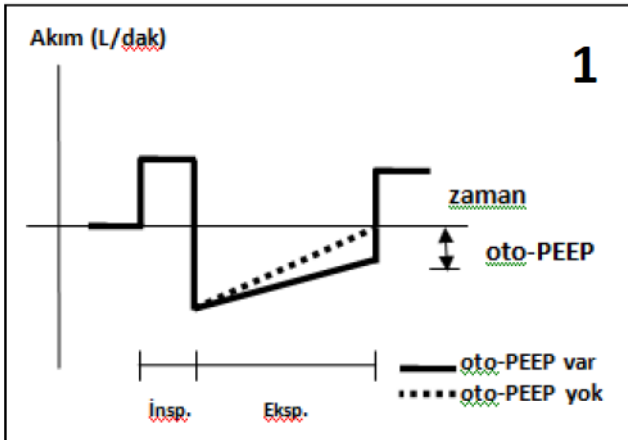 Akım (L/dak)
1
zaman
oto-PEEP
oto-PEEP var
oto-PEEP yok
İnsp.
Eksp.